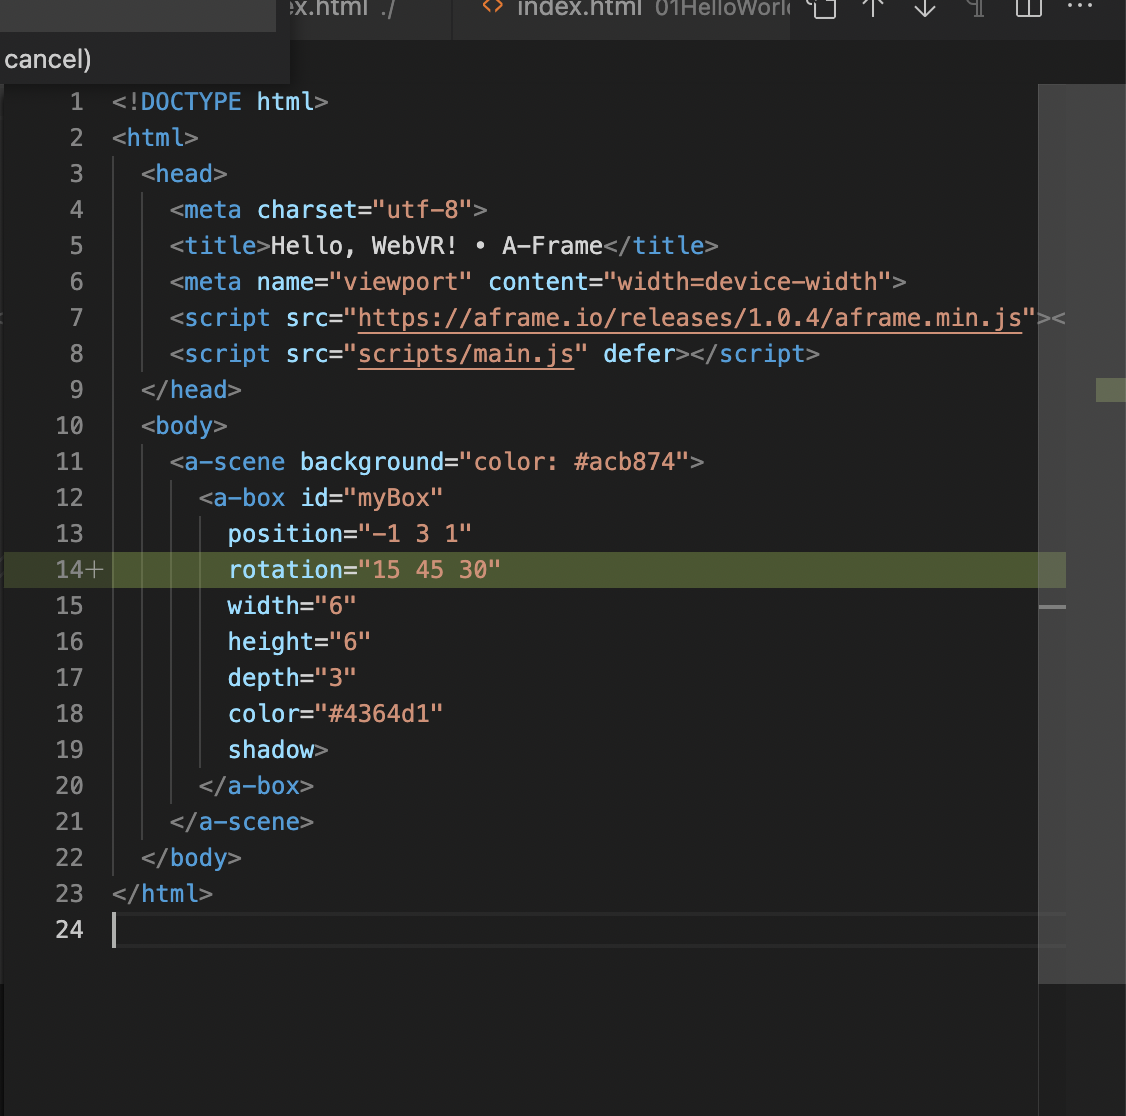 index.html 01HelloWorl
cancel)
1 <!DOCTYPE html>
2 <html>
3 <head>
4 <meta charset="utf-8">
5 <title>Hello, WebVR! • A-Frame</title>
6 <meta name="viewport" content="width=device-width">
7 <script src="https://aframe.io/releases/1.0.4/aframe.min.js"><
8 <script src="scripts/main.js" defer></script>
9 </head>
10 <body>
11 <a-scene background="color: #acb874">
12 <a-box id="myBox"
13 position="-1 3 1"
14+ rotation="15 45 30"
15 width="6"
16 height="6"
17 depth="3"
18 color="#4364d1"
19 shadow>
20 </a-box>
21 </a-scene>
22 </body>
23 </html>
24